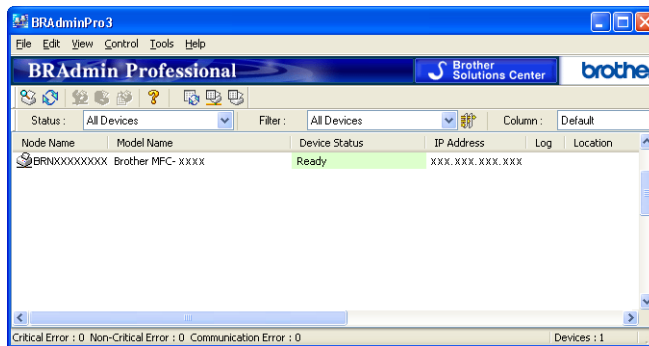 BRAdminPro3
File Edit View Control Tools Help
BRAdmin Professional Brother Solutions Center brothe
Status : All Devices Filter : All Devices Column : Default
Node Name Model Name Device Status IP Address Log Location
BRNXXXXXXXX Brother MFC- XXXX Ready XXX.XXX.XXX.XXX
Critical Error : 0 Non-Critical Error : 0 Communication Error : 0 Devices : 1